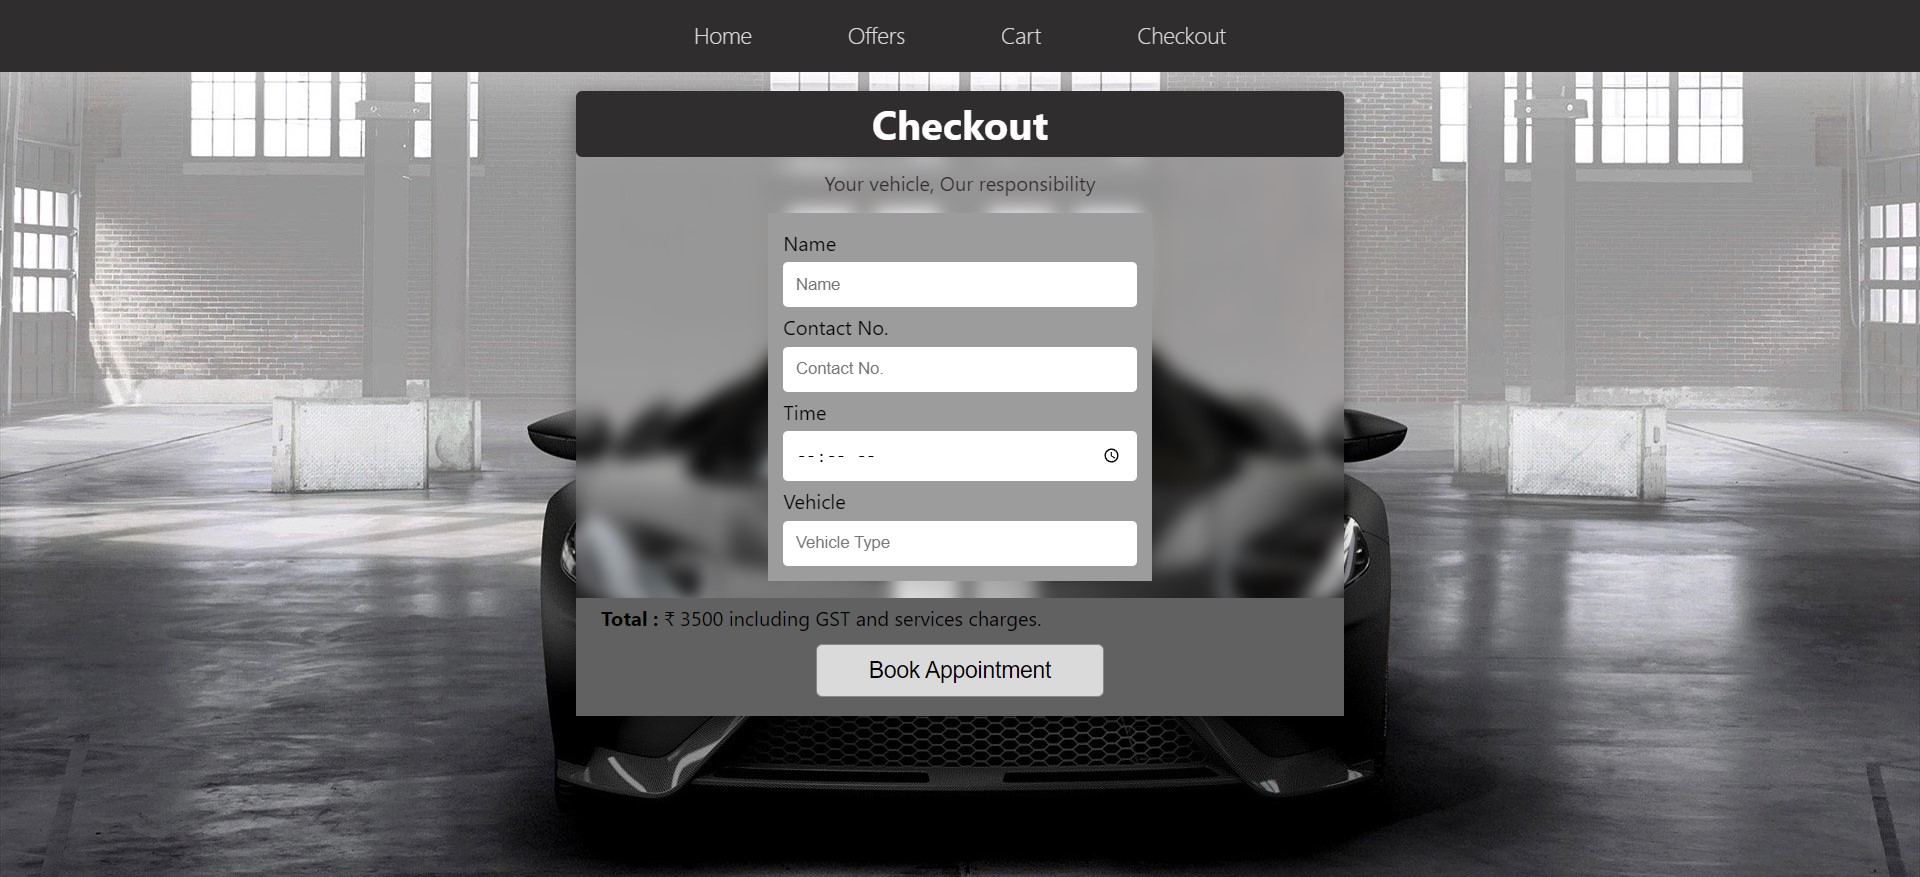 Home Offers Cart Checkout
Checkout
Your vehicle, Our responsibility
Name
Name
Contact No.
Contact No.
Time
--:-- --
Vehicle
Vehicle Type
Total : ₹ 3500 including GST and services charges.
Book Appointment